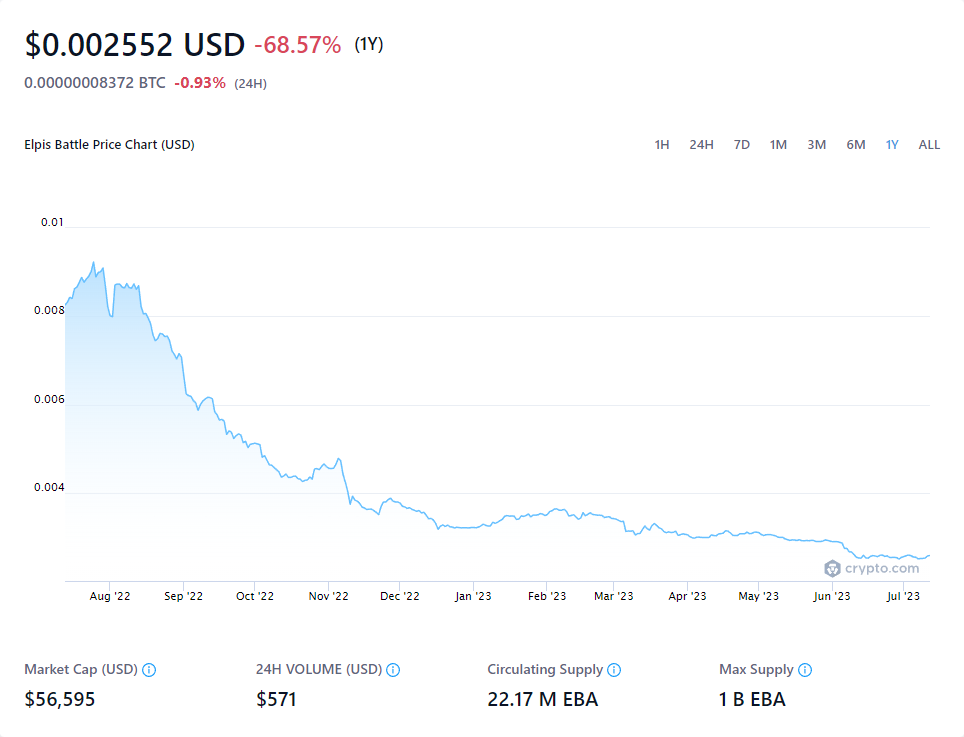 $0.002552 USD -68.57% (1Y)
0.00000008372 BTC -0.93% (24H)
Elpis Battle Price Chart (USD) 1H 24H 7D 1M 3M 6M 1Y ALL
0.01
0.008
0.006
0.004
crypto.com
Aug '22 Sep '22 Oct '22 Nov '22 Dec '22 Jan '23 Feb '23 Mar '23 Apr '23 May '23 Jun '23 Jul '23
Market Cap (USD) 24H VOLUME (USD) Circulating Supply Max Supply
$56,595 $571 22.17 M EBA 1 B EBA